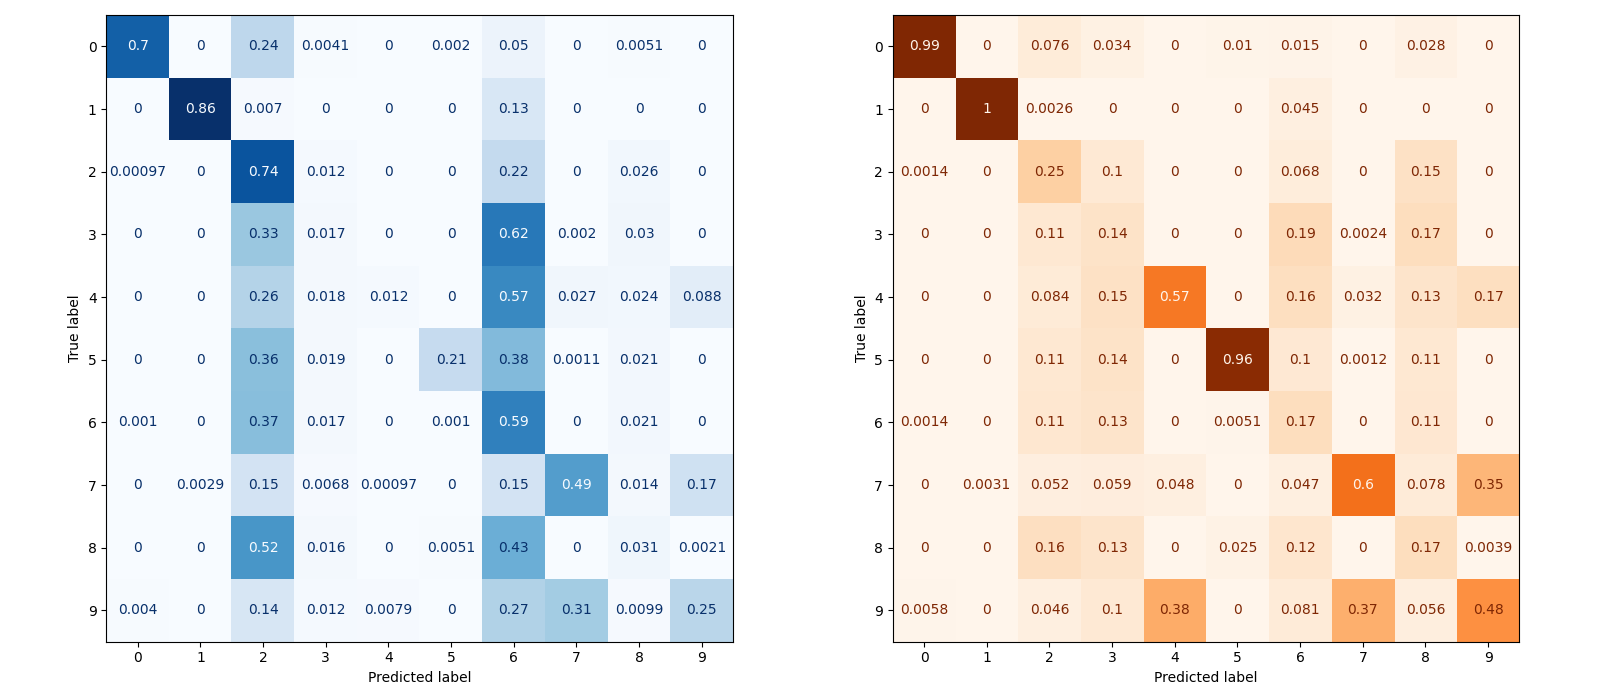 0 0.7 0 0.24 0.0041 0 0.002 0.05 0 0.0051 0
1 0 0.86 0.007 0 0 0 0.13 0 0 0
2 0.00097 0 0.74 0.012 0 0 0.22 0 0.026 0
3 0 0 0.33 0.017 0 0 0.62 0.002 0.03 0
4 0 0 0.26 0.018 0.012 0 0.57 0.027 0.024 0.088
5 0 0 0.36 0.019 0 0.21 0.38 0.0011 0.021 0
6 0.001 0 0.37 0.017 0 0.001 0.59 0 0.021 0
7 0 0.0029 0.15 0.0068 0.00097 0 0.15 0.49 0.014 0.17
8 0 0 0.52 0.016 0 0.0051 0.43 0 0.031 0.0021
9 0.004 0 0.14 0.012 0.0079 0 0.27 0.31 0.0099 0.25
0 1 2 3 4 5 6 7 8 9
True label
Predicted label
0 0.99 0 0.076 0.034 0 0.01 0.015 0 0.028 0
1 0 1 0.0026 0 0 0 0.045 0 0 0
2 0.0014 0 0.25 0.1 0 0 0.068 0 0.15 0
3 0 0 0.11 0.14 0 0 0.19 0.0024 0.17 0
4 0 0 0.084 0.15 0.57 0 0.16 0.032 0.13 0.17
5 0 0 0.11 0.14 0 0.96 0.1 0.0012 0.11 0
6 0.0014 0 0.11 0.13 0 0.0051 0.17 0 0.11 0
7 0 0.0031 0.052 0.059 0.048 0 0.047 0.6 0.078 0.35
8 0 0 0.16 0.13 0 0.025 0.12 0 0.17 0.0039
9 0.0058 0 0.046 0.1 0.38 0 0.081 0.37 0.056 0.48
0 1 2 3 4 5 6 7 8 9
True label
Predicted label